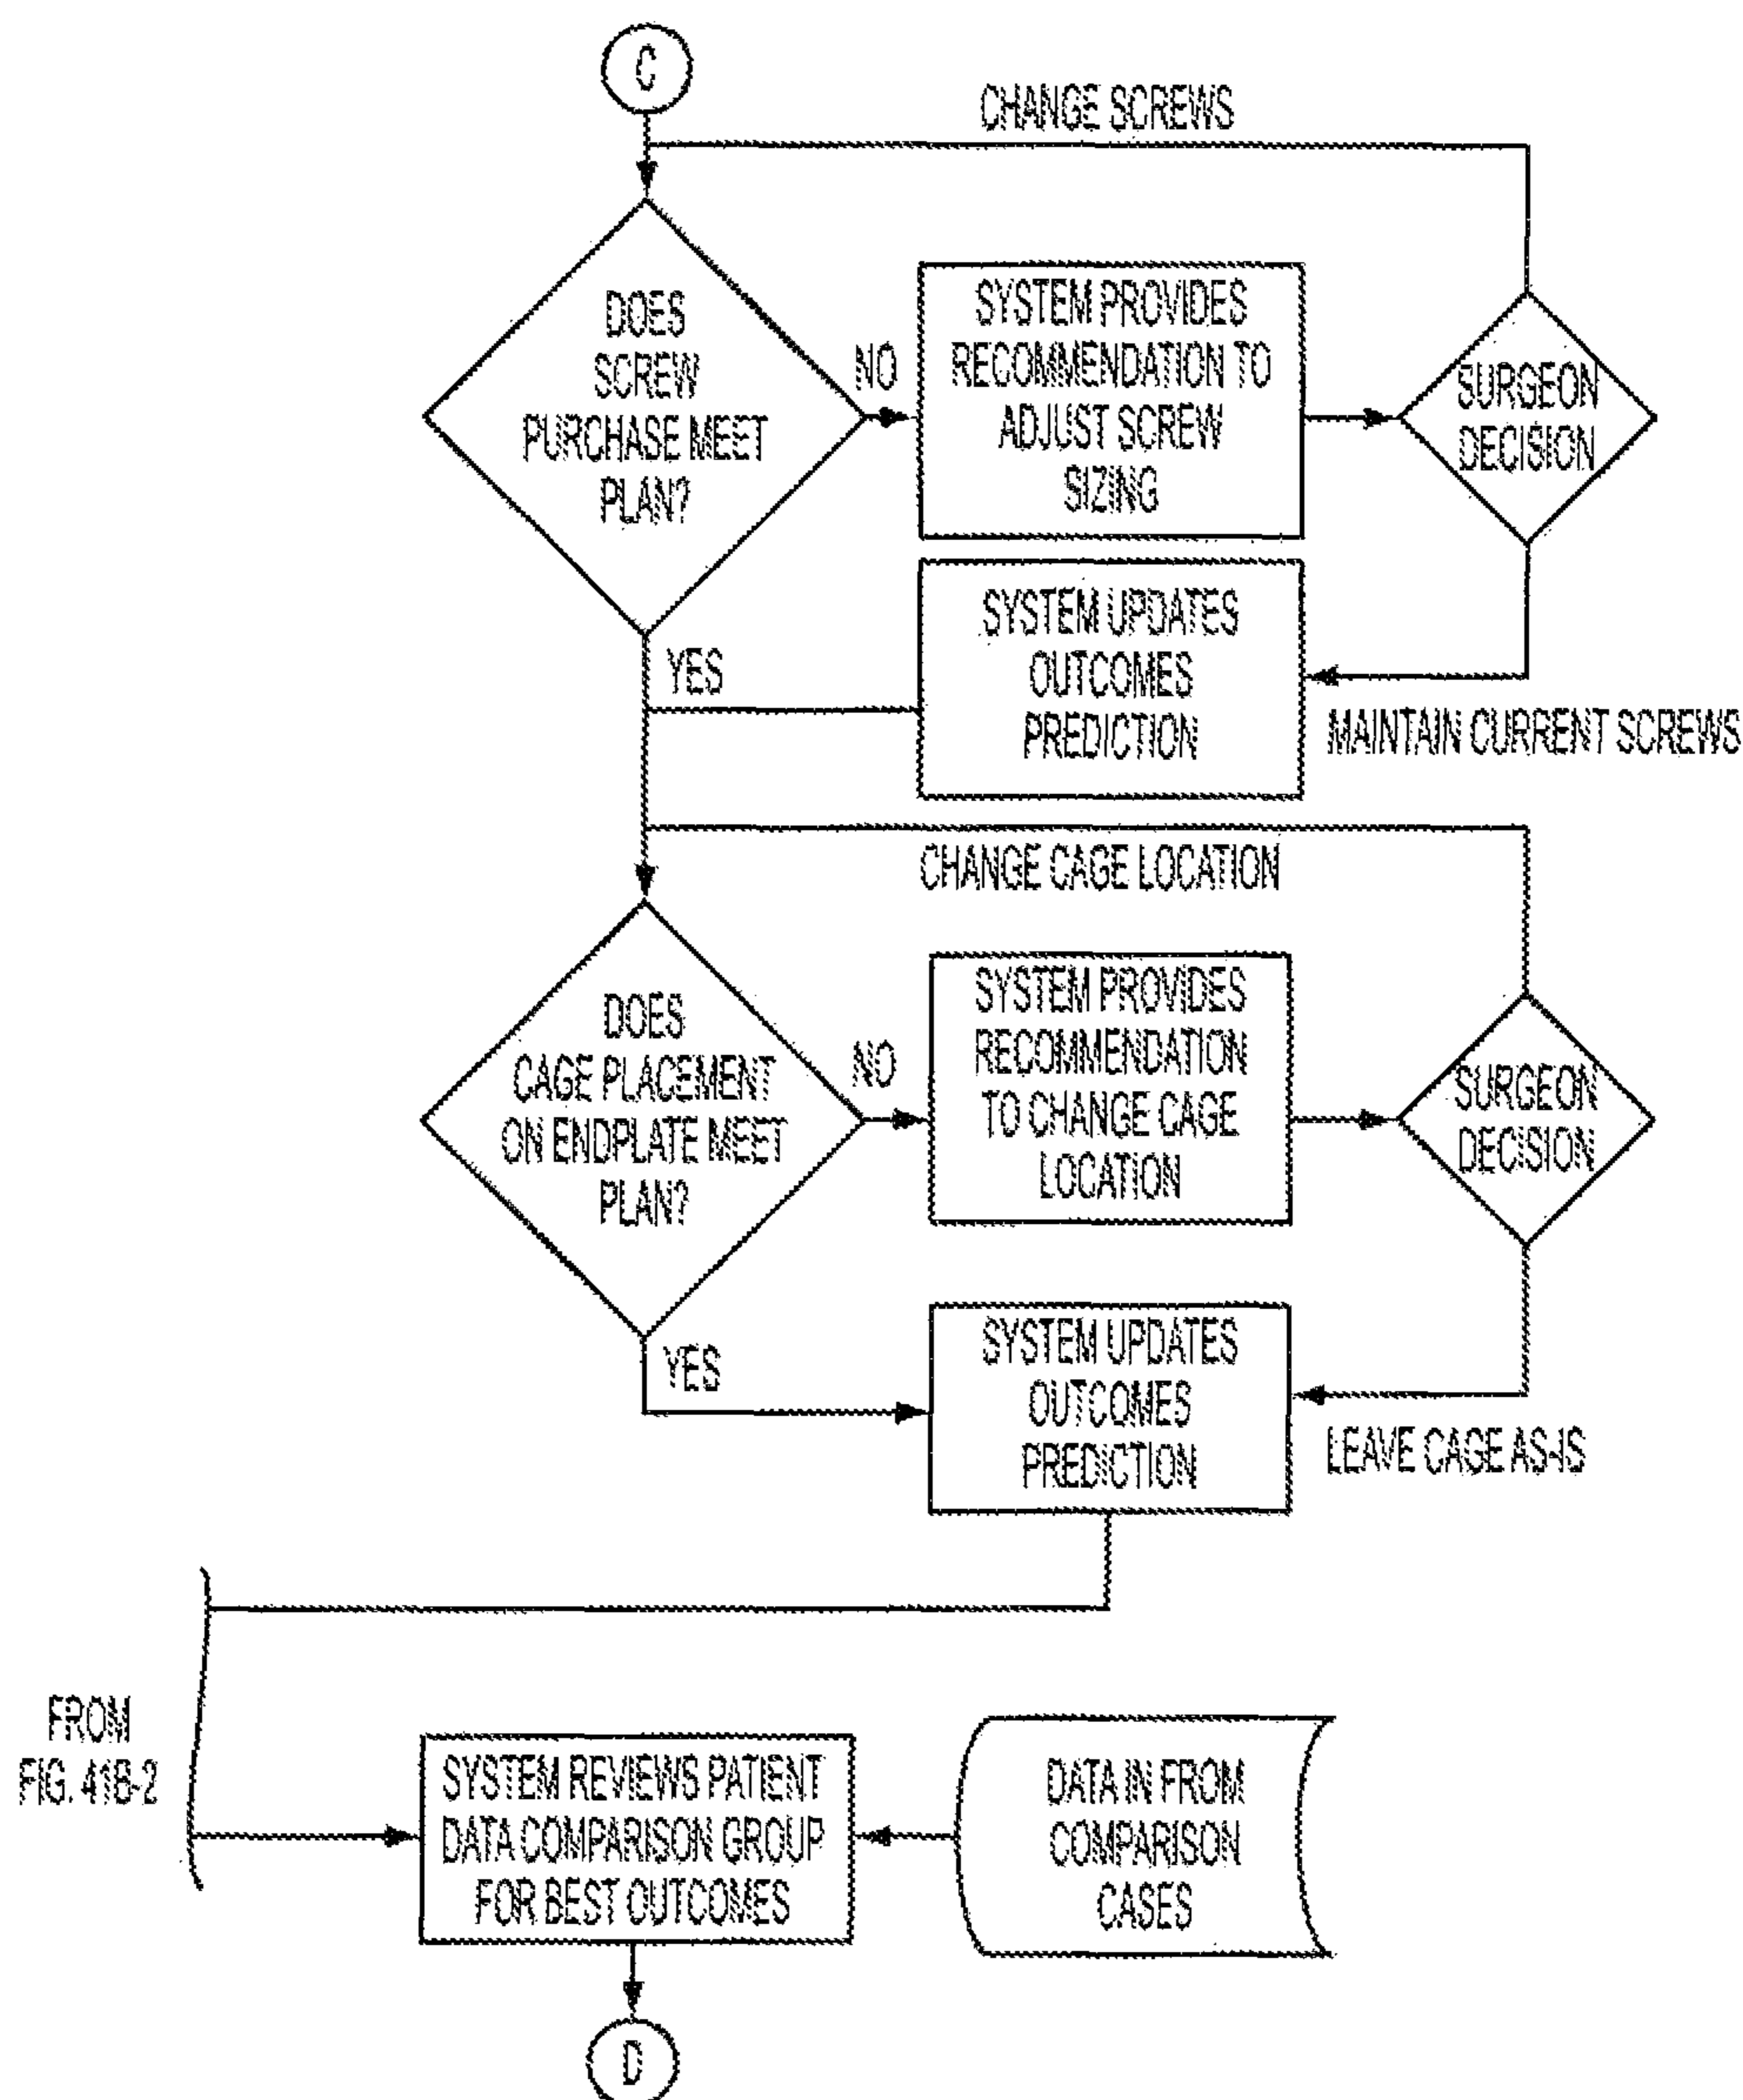 C
CHANGE SCREWS
DOES
SCREW
PURCHASE MEET
PLAN?
NO
SYSTEM PROVIDES
RECOMMENDATION TO
ADJUST SCREW
SIZING
SURGEON
DECISION
YES
SYSTEM UPDATES
OUTCOMES
PREDICTION
MAINTAIN CURRENT SCREWS
CHANGE CAGE LOCATION
DOES
CAGE PLACEMENT
ON ENDPLATE MEET
PLAN?
NO
SYSTEM PROVIDES
RECOMMENDATION
TO CHANGE CAGE
LOCATION
SURGEON
DECISION
YES
SYSTEM UPDATES
OUTCOMES
PREDICTION
LEAVE CAGE AS-IS
FROM
FIG. 41B-2
SYSTEM REVIEWS PATIENT
DATA COMPARISON GROUP
FOR BEST OUTCOMES
DATA IN FROM
COMPARISON
CASES
D